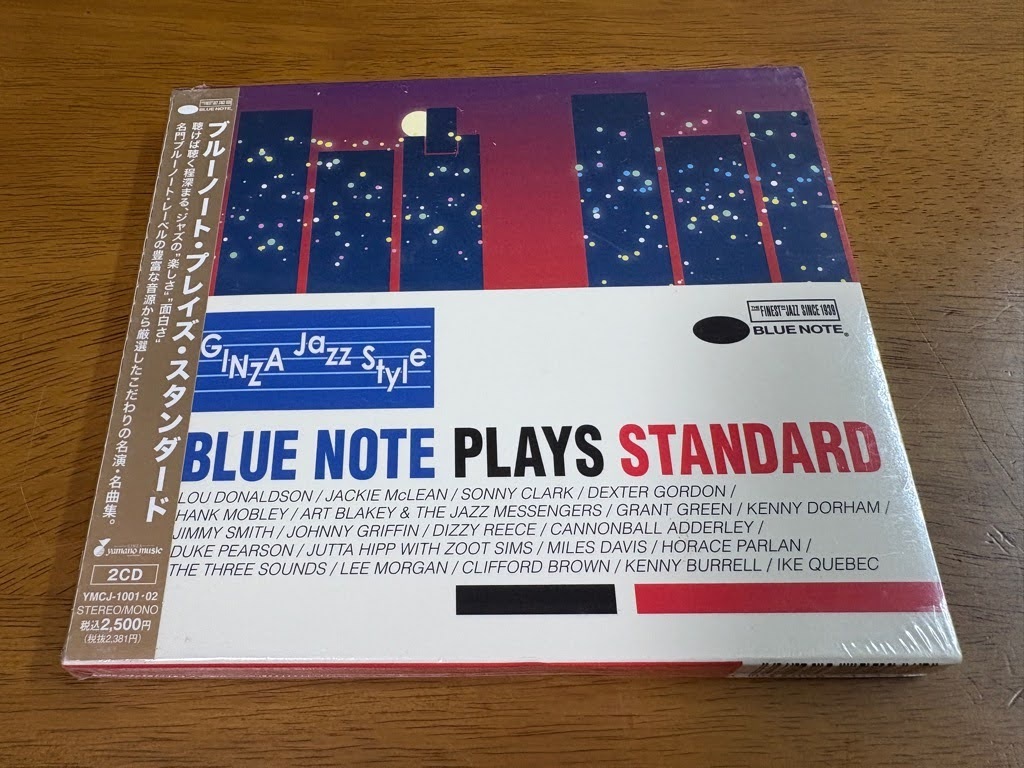 BLUE NOTE
ブルーノート・プレイズ・スタンダード
聴けば聴く程深まる、ジャズの"楽しさ""面白さ"
名門ブルーノート・レーベルの豊富な音源から厳選したこだわりの名演・名曲集。
yamano music
2CD
YMCJ-1001・02
STEREO/MONO
税込2,500円
(税抜2,381円)
GINZA Jazz Style
THE FINEST IN JAZZ SINCE 1939
BLUE NOTE®
BLUE NOTE PLAYS STANDARD
LOU DONALDSON / JACKIE McLEAN / SONNY CLARK / DEXTER GORDON /
HANK MOBLEY / ART BLAKEY & THE JAZZ MESSENGERS / GRANT GREEN / KENNY DORHAM /
JIMMY SMITH / JOHNNY GRIFFIN / DIZZY REECE / CANNONBALL ADDERLEY /
DUKE PEARSON / JUTTA HIPP WITH ZOOT SIMS / MILES DAVIS / HORACE PARLAN /
THE THREE SOUNDS / LEE MORGAN / CLIFFORD BROWN / KENNY BURRELL / IKE QUEBEC